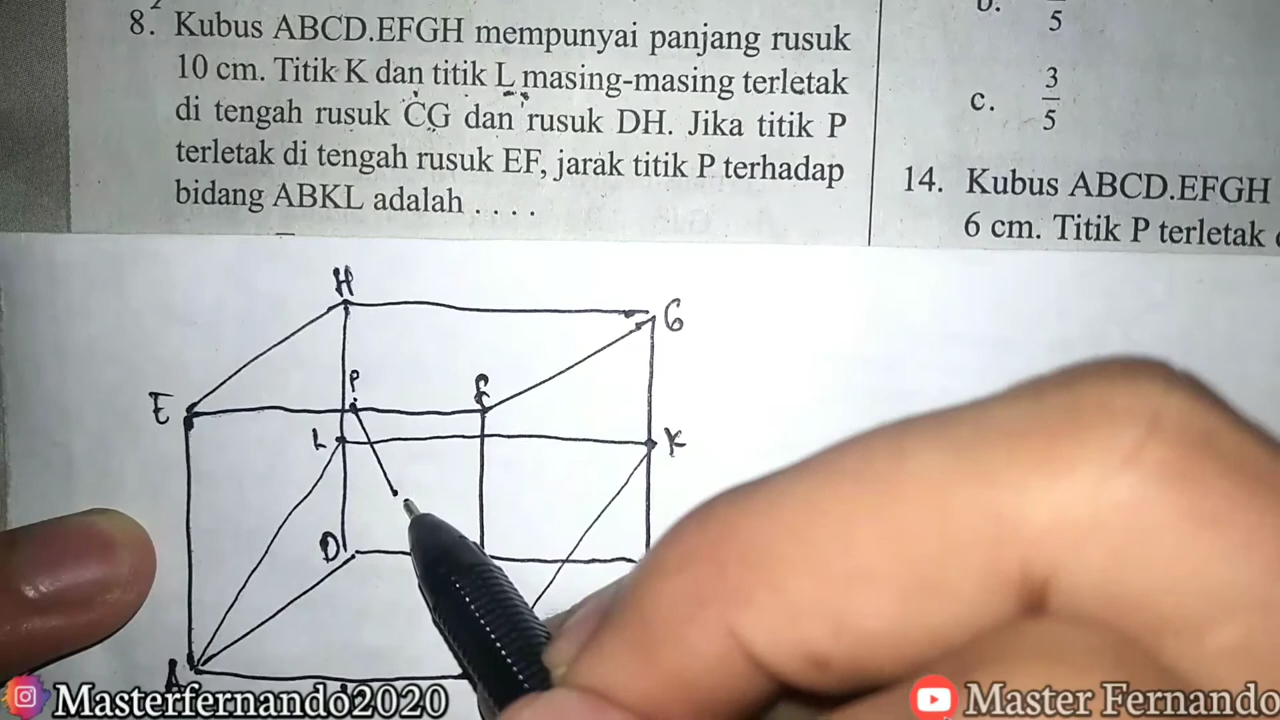 8. Kubus ABCD.EFGH mempunyai panjang rusuk
10 cm. Titik K dan titik L masing-masing terletak
di tengah rusuk CG dan rusuk DH. Jika titik P
terletak di tengah rusuk EF, jarak titik P terhadap
bidang ABKL adalah . . . .
5
c. 3/5
14. Kubus ABCD.EFGH
6 cm. Titik P terletak
H
G
P
F
E
L
K
D
A
Masterfernando2020
Master Fernando